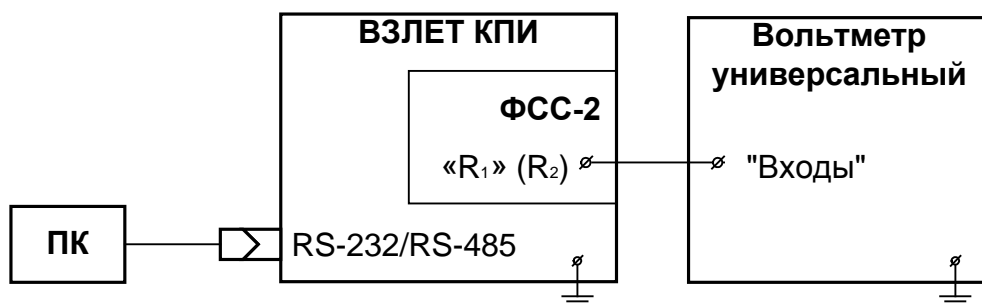 ВЗЛЕТ КПИ
Вольтметр
универсальный
ФСС-2
«R₁» (R₂)
"Входы"
ПК
RS-232/RS-485